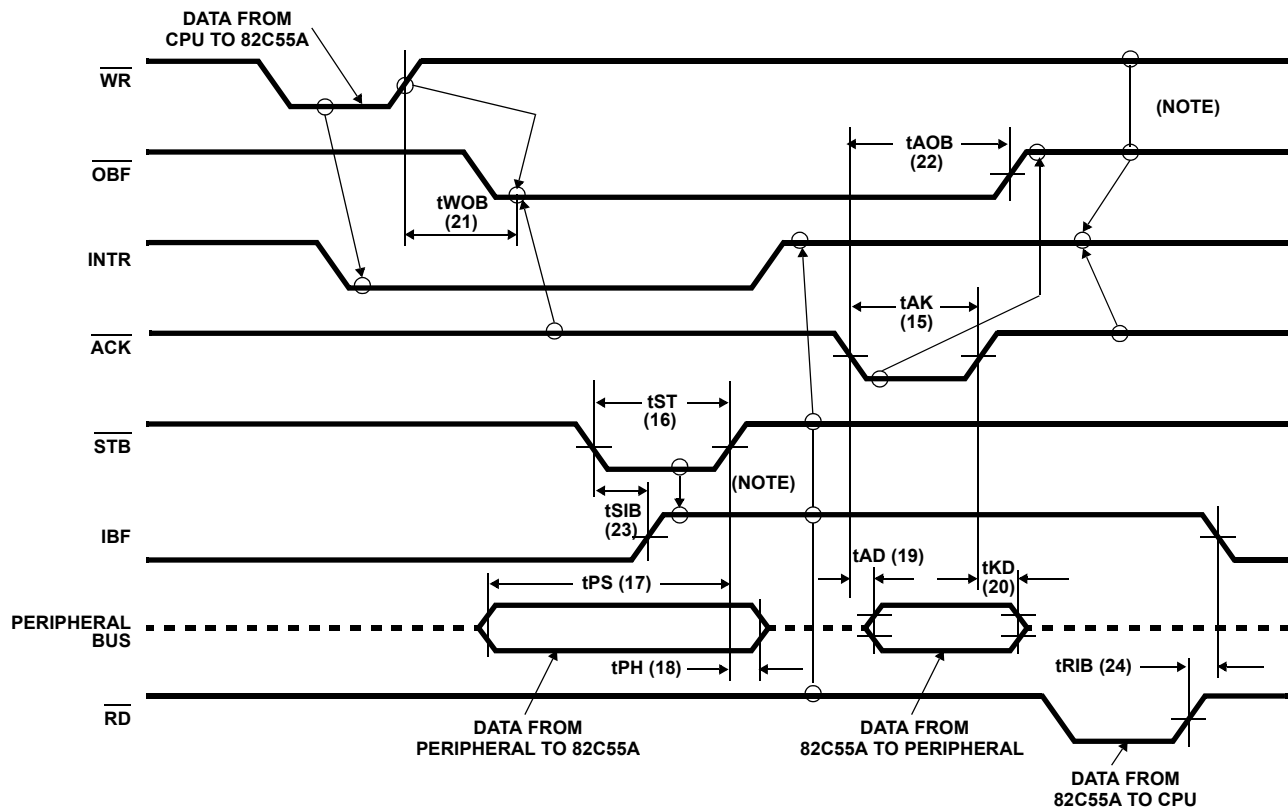 DATA FROM
CPU TO 82C55A
WR
(NOTE)
tAOB
(22)
OBF
tWOB
(21)
INTR
tAK
(15)
ACK
tST
(16)
STB
(NOTE)
tSIB
(23)
IBF
tAD (19)
tKD
(20)
tPS (17)
PERIPHERAL
BUS
tPH (18)
tRIB (24)
RD
DATA FROM
PERIPHERAL TO 82C55A
DATA FROM
82C55A TO PERIPHERAL
DATA FROM
82C55A TO CPU